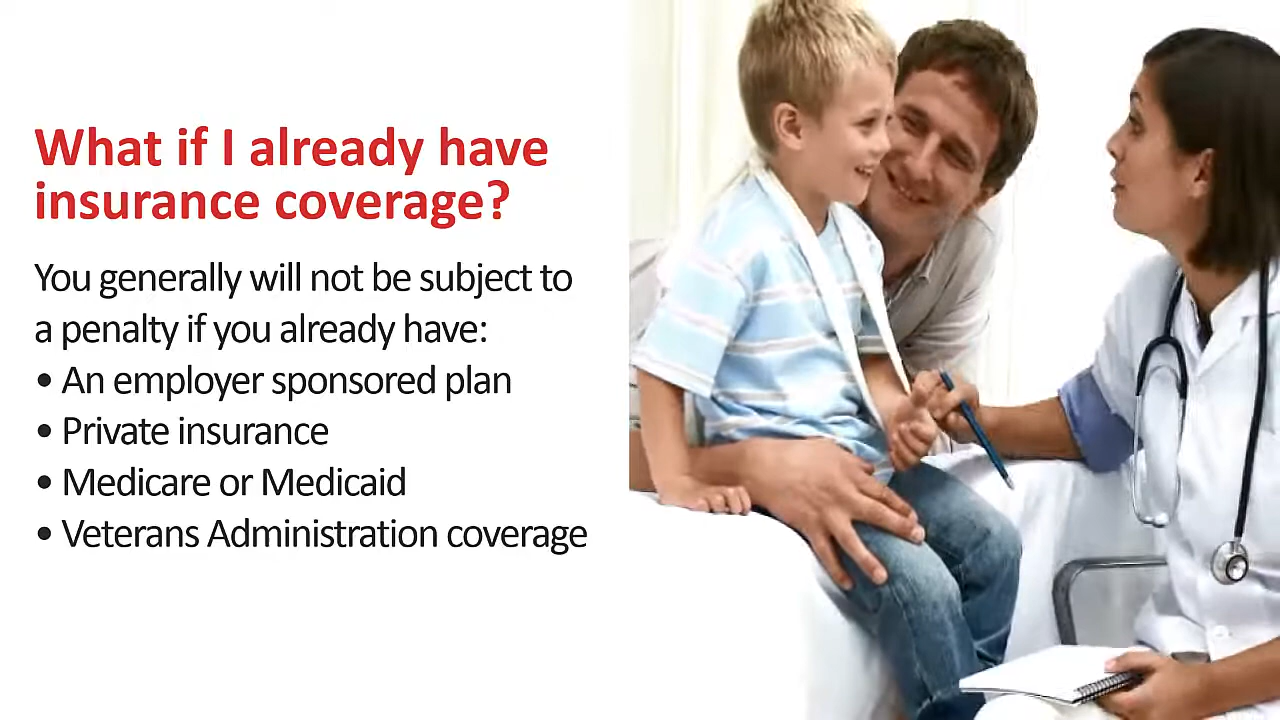 What if I already have
insurance coverage?
You generally will not be subject to
a penalty if you already have:
• An employer sponsored plan
• Private insurance
• Medicare or Medicaid
• Veterans Administration coverage